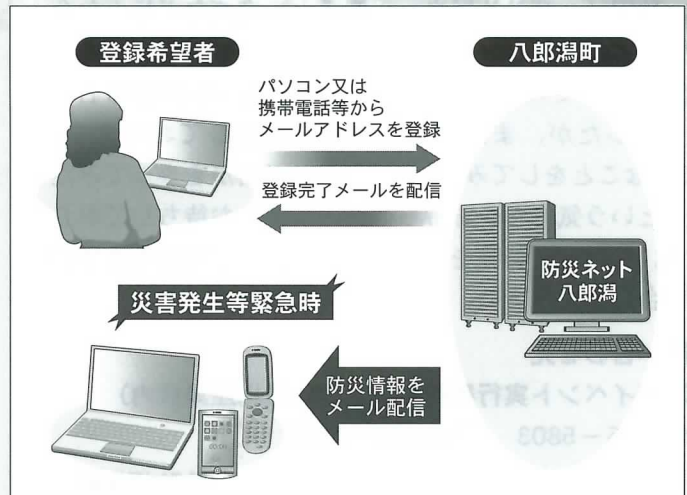 登録希望者
八郎潟町
パソコン又は
携帯電話等から
メールアドレスを登録
登録完了メールを配信
防災ネット
八郎潟
災害発生等緊急時
防災情報を
メール配信